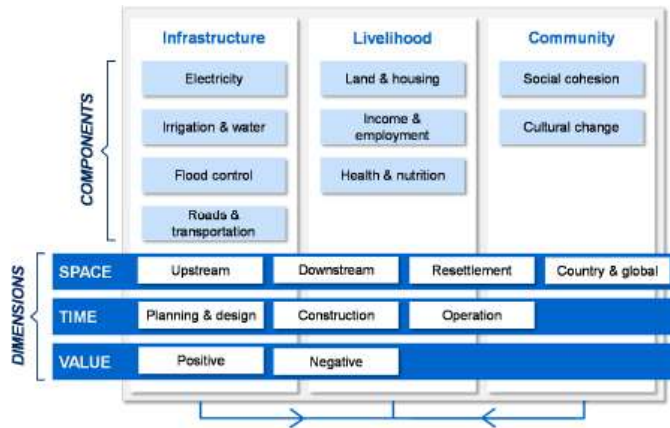 Infrastructure
Livelihood
Community
COMPONENTS
Electricity
Land & housing
Social cohesion
Irrigation & water
Income &
employment
Cultural change
Flood control
Health & nutrition
Roads &
transportation
DIMENSIONS
SPACE
Upstream
Downstream
Resettlement
Country & global
TIME
Planning & design
Construction
Operation
VALUE
Positive
Negative